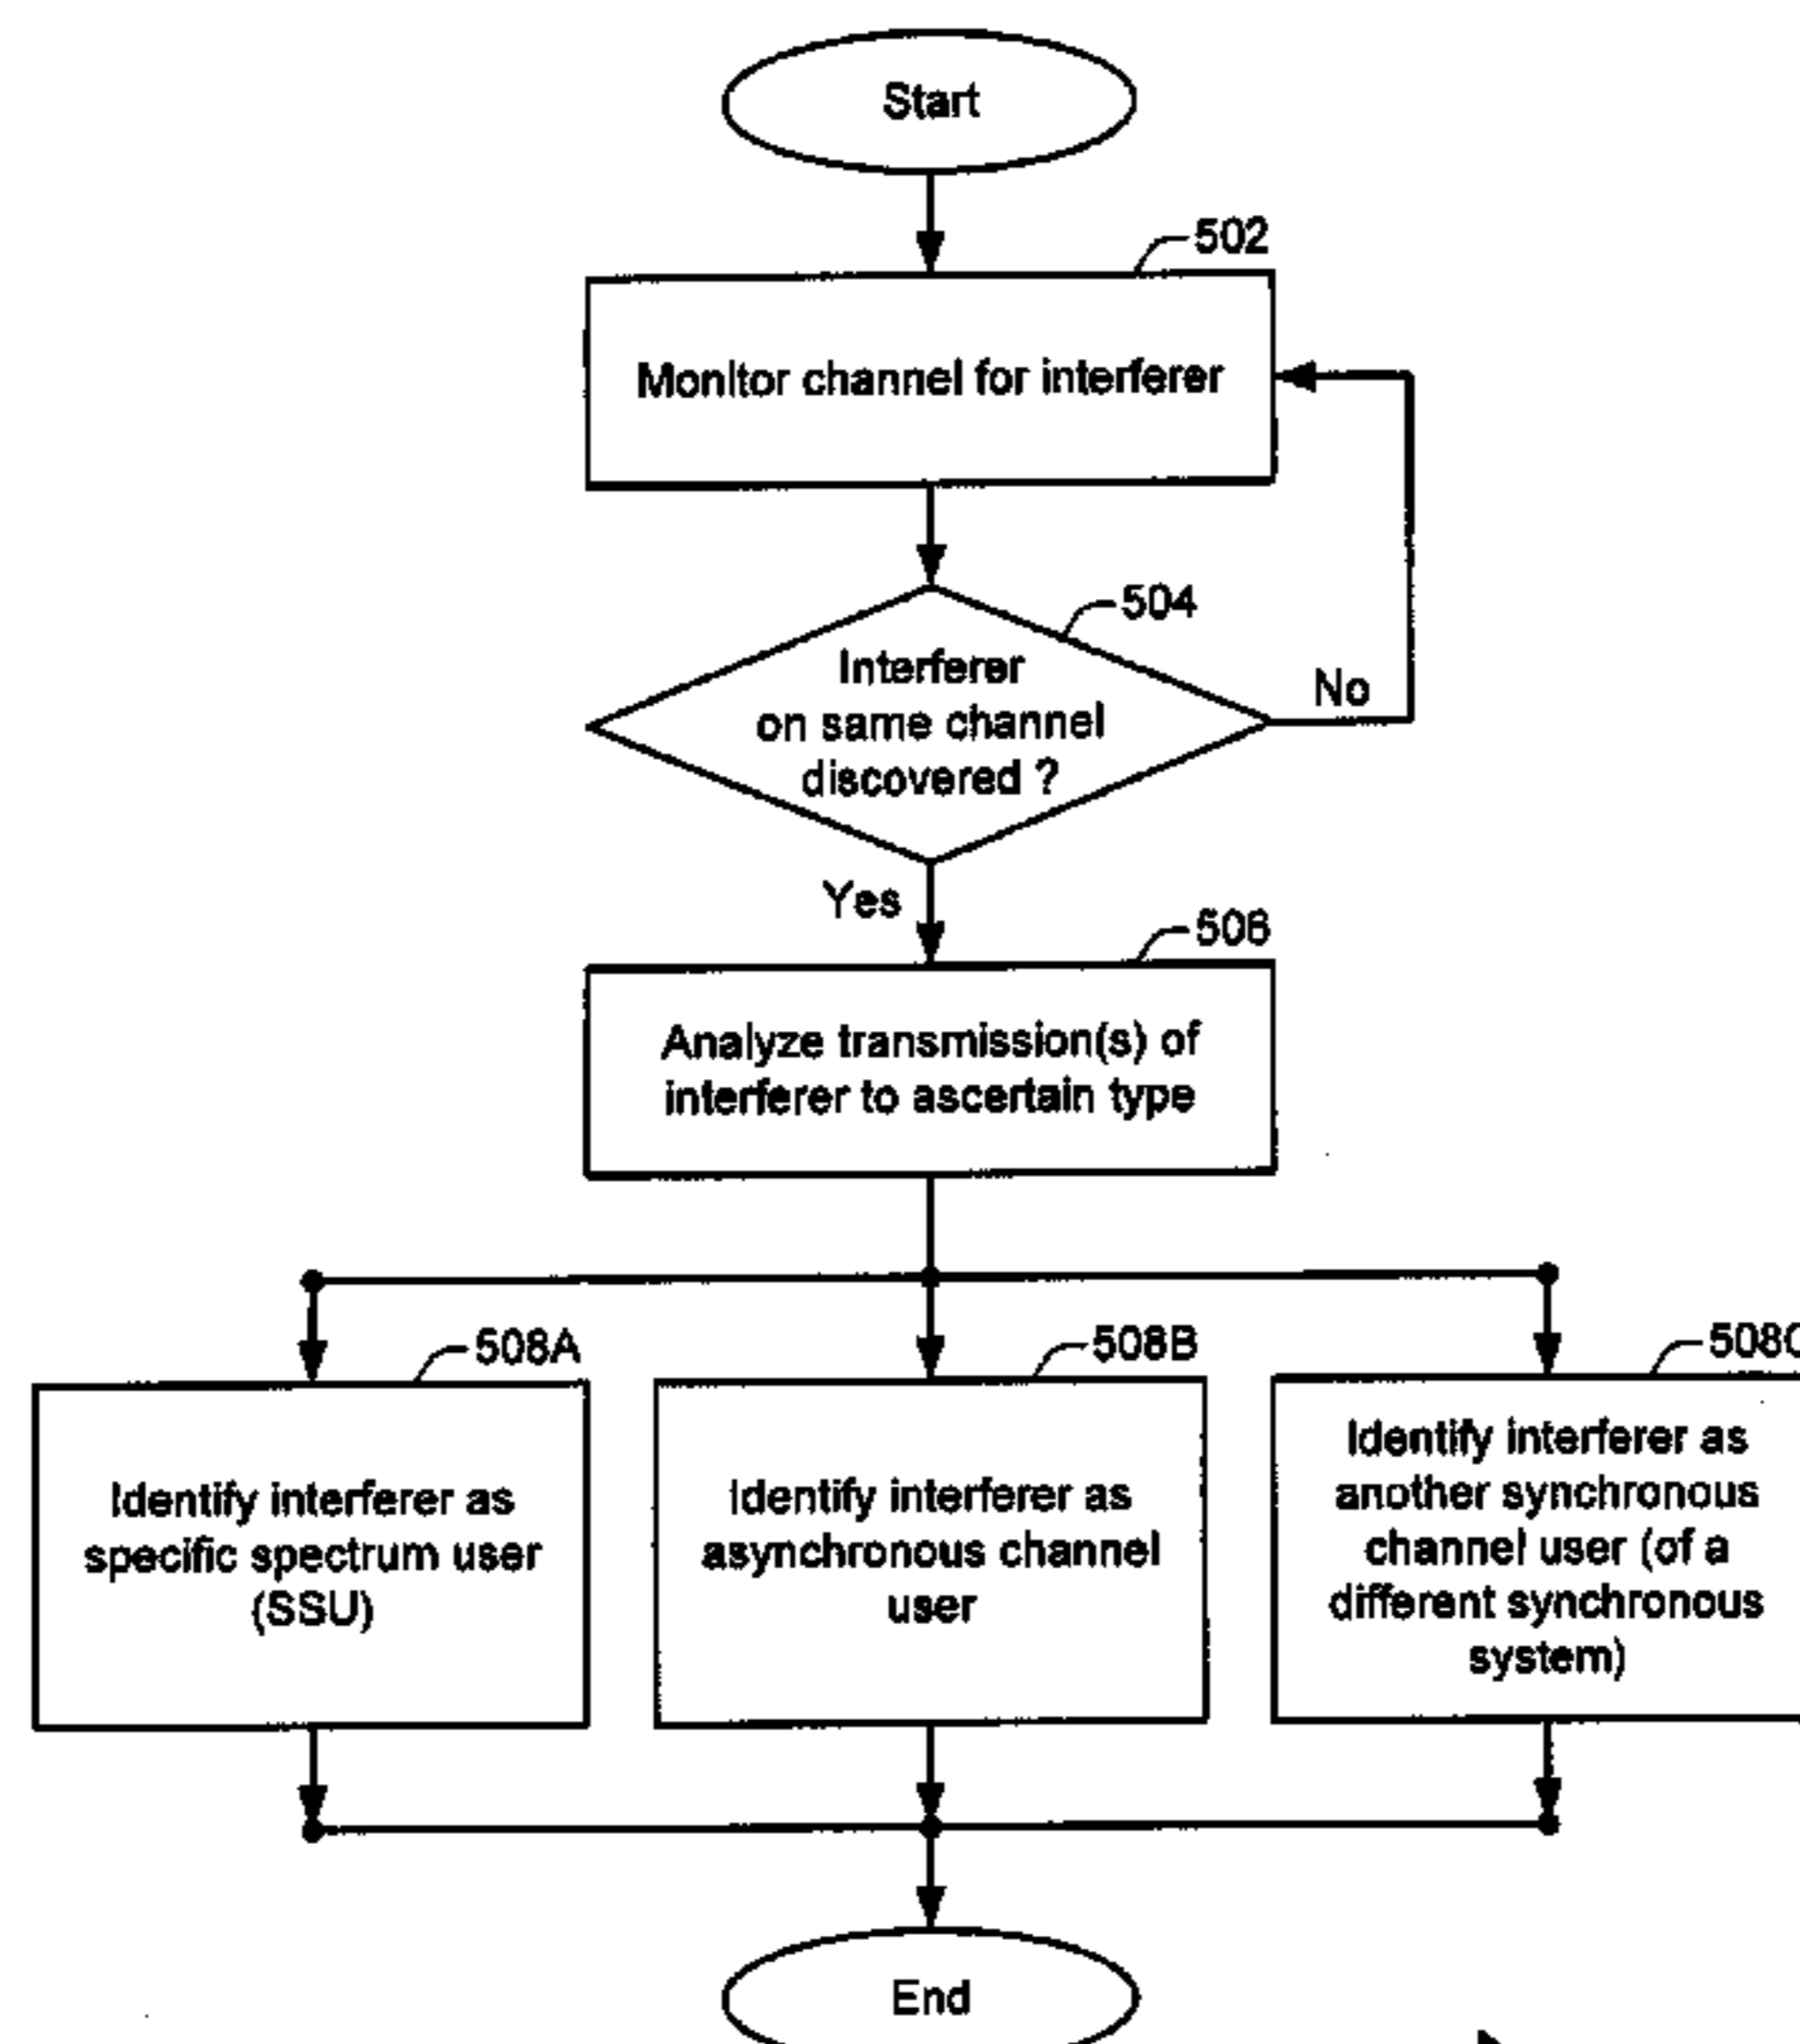 Start
502
Monitor channel for interferer
504
Interferer
on same channel
discovered ?
No
Yes
506
Analyze transmission(s) of
interferer to ascertain type
508A
508B
508C
Identify interferer as
specific spectrum user
(SSU)
Identify interferer as
asynchronous channel
user
Identify interferer as
another synchronous
channel user (of a
different synchronous
system)
End